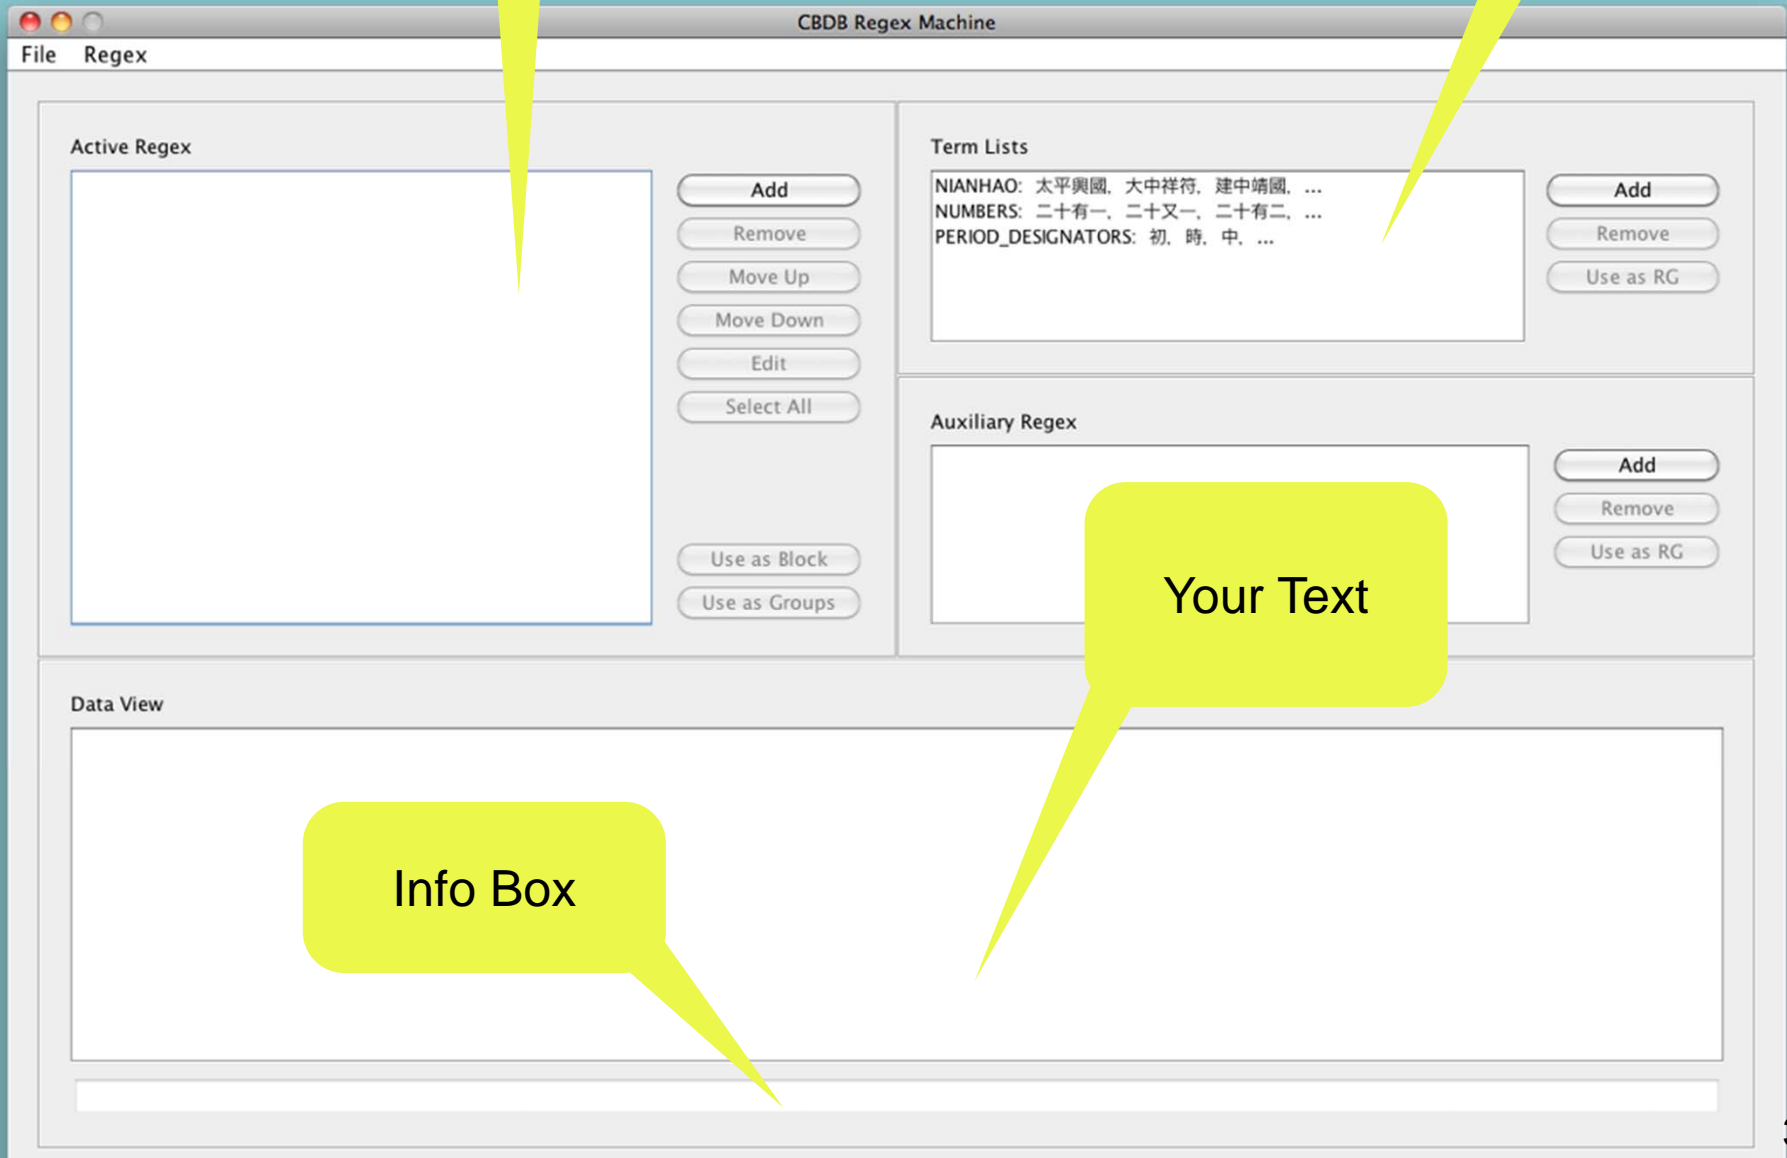 CBDB Regex Machine
File Regex
Active Regex
Add
Remove
Move Up
Move Down
Edit
Select All
Use as Block
Use as Groups
Term Lists
NIANHAO: 太平興國, 大中祥符, 建中靖國, ...
NUMBERS: 二十有一, 二十又一, 二十有二, ...
PERIOD_DESIGNATORS: 初, 時, 中, ...
Add
Remove
Use as RG
Auxiliary Regex
Add
Remove
Use as RG
Your Text
Data View
Info Box